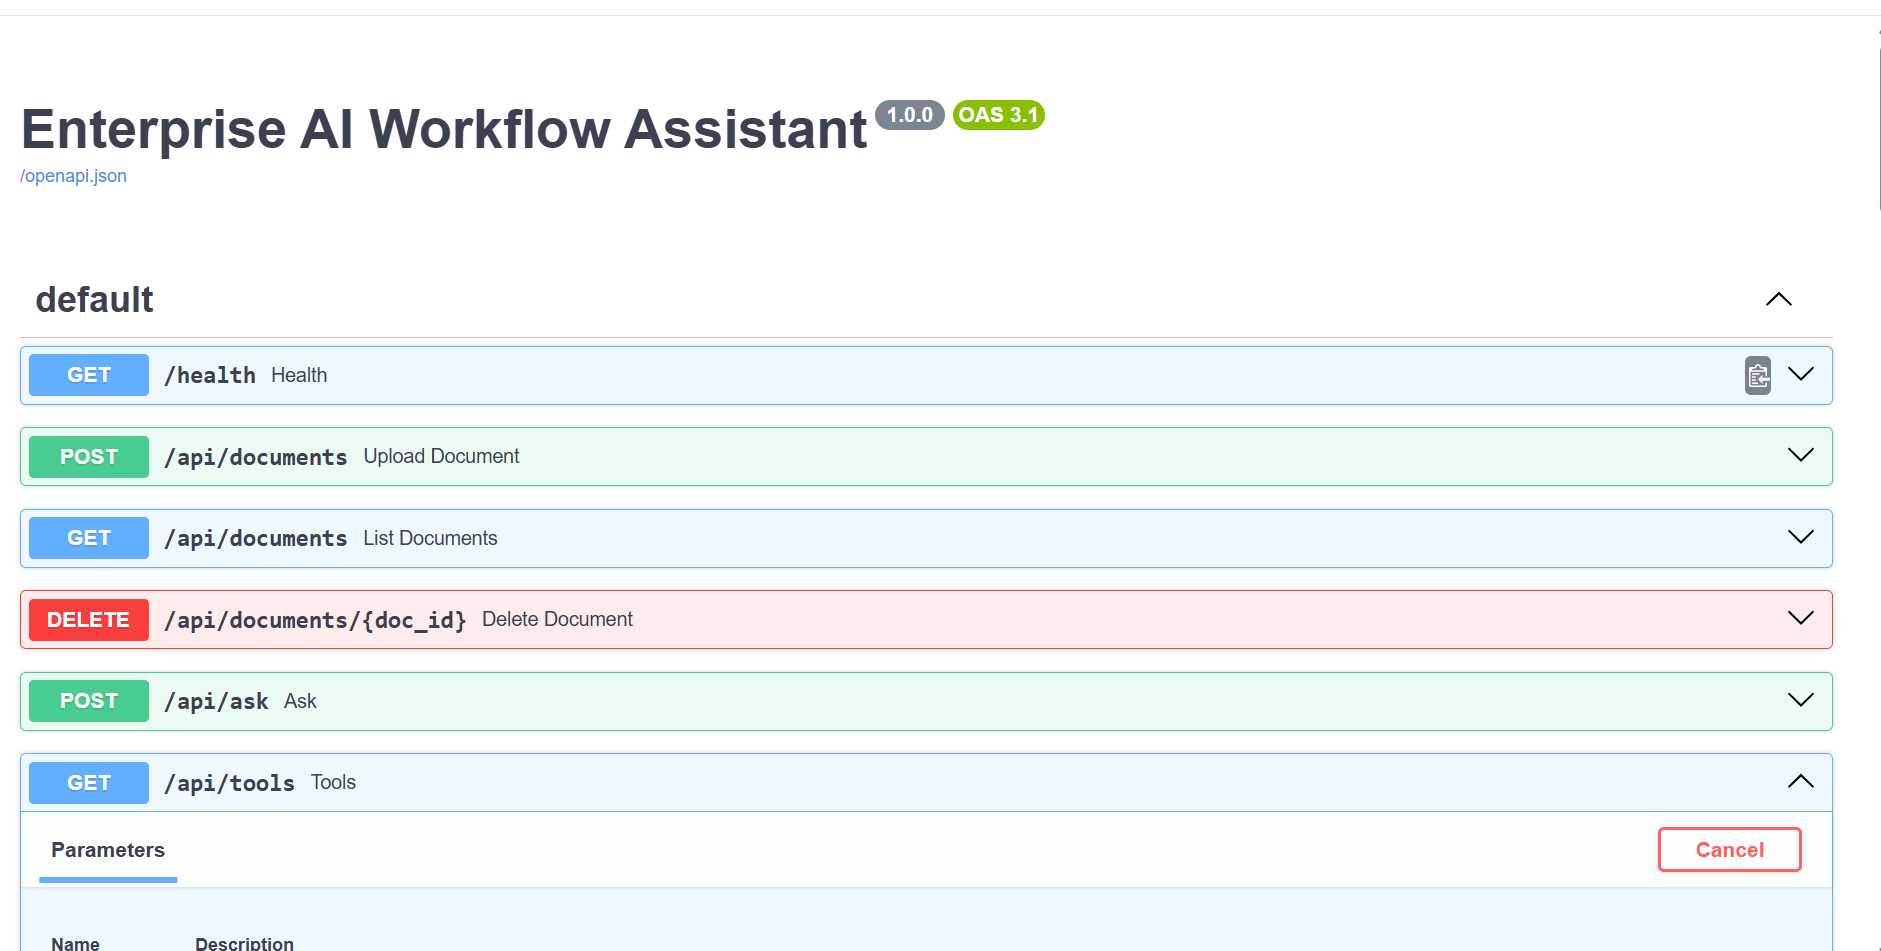 Enterprise AI Workflow Assistant 1.0.0 OAS 3.1
/openapi.json
default
GET /health Health
POST /api/documents Upload Document
GET /api/documents List Documents
DELETE /api/documents/{doc_id} Delete Document
POST /api/ask Ask
GET /api/tools Tools
Parameters Cancel
Name Description